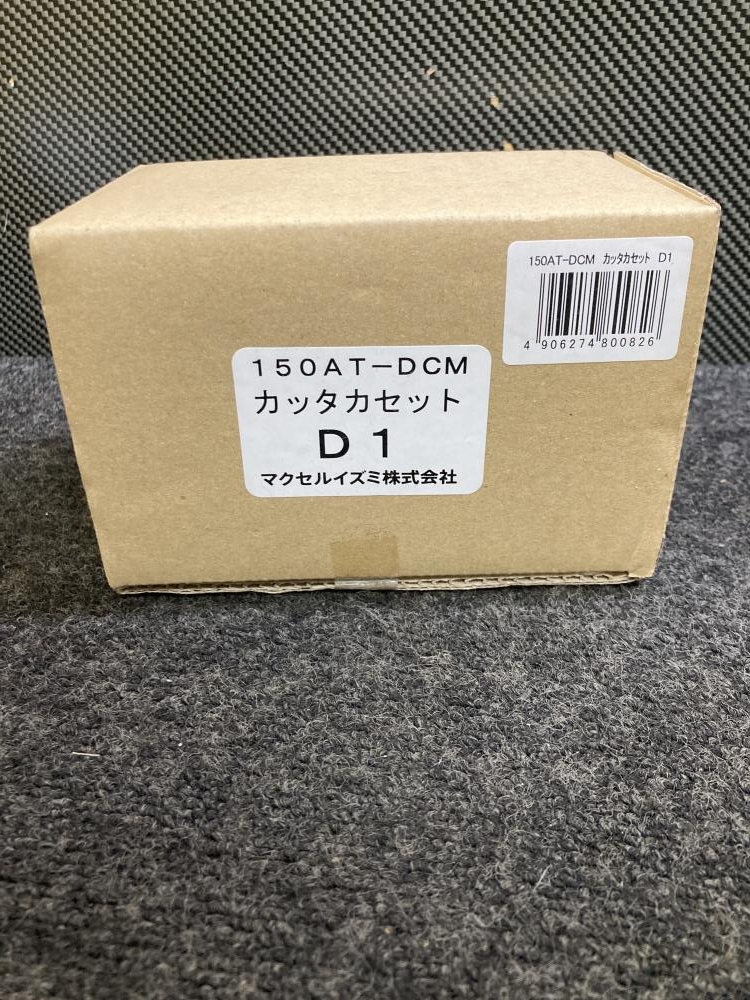 150AT-DCM ｶｯﾀｶｾｯﾄ D1
4 906274 800826
１５０ＡＴ－ＤＣＭ
カッタカセット
Ｄ１
マクセルイズミ株式会社